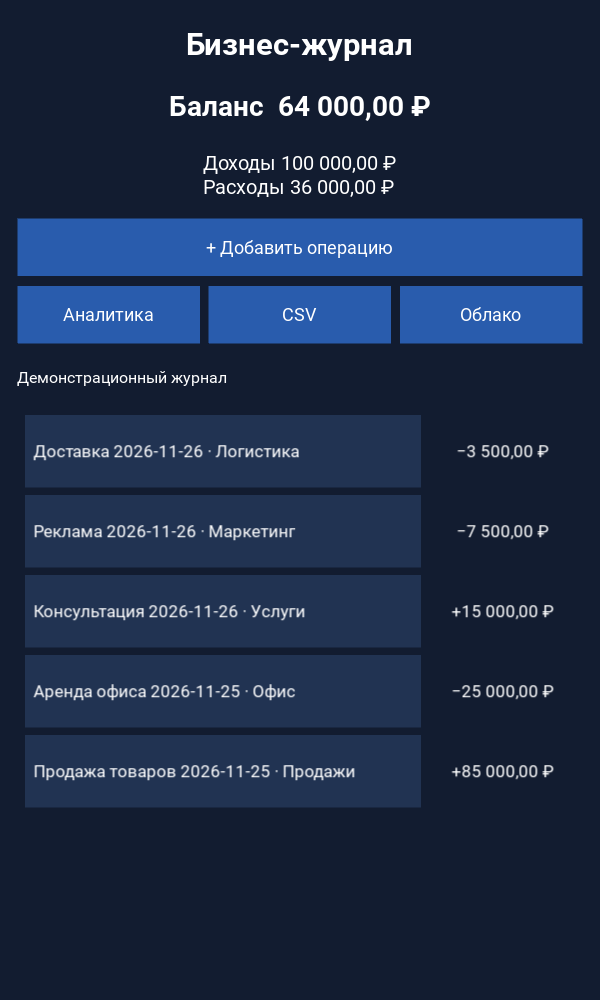 Бизнес-журнал
Баланс  64 000,00 ₽
Доходы 100 000,00 ₽
Расходы 36 000,00 ₽
+ Добавить операцию
Аналитика
CSV
Облако
Демонстрационный журнал
Доставка 2026-11-26 · Логистика −3 500,00 ₽
Реклама 2026-11-26 · Маркетинг −7 500,00 ₽
Консультация 2026-11-26 · Услуги +15 000,00 ₽
Аренда офиса 2026-11-25 · Офис −25 000,00 ₽
Продажа товаров 2026-11-25 · Продажи +85 000,00 ₽